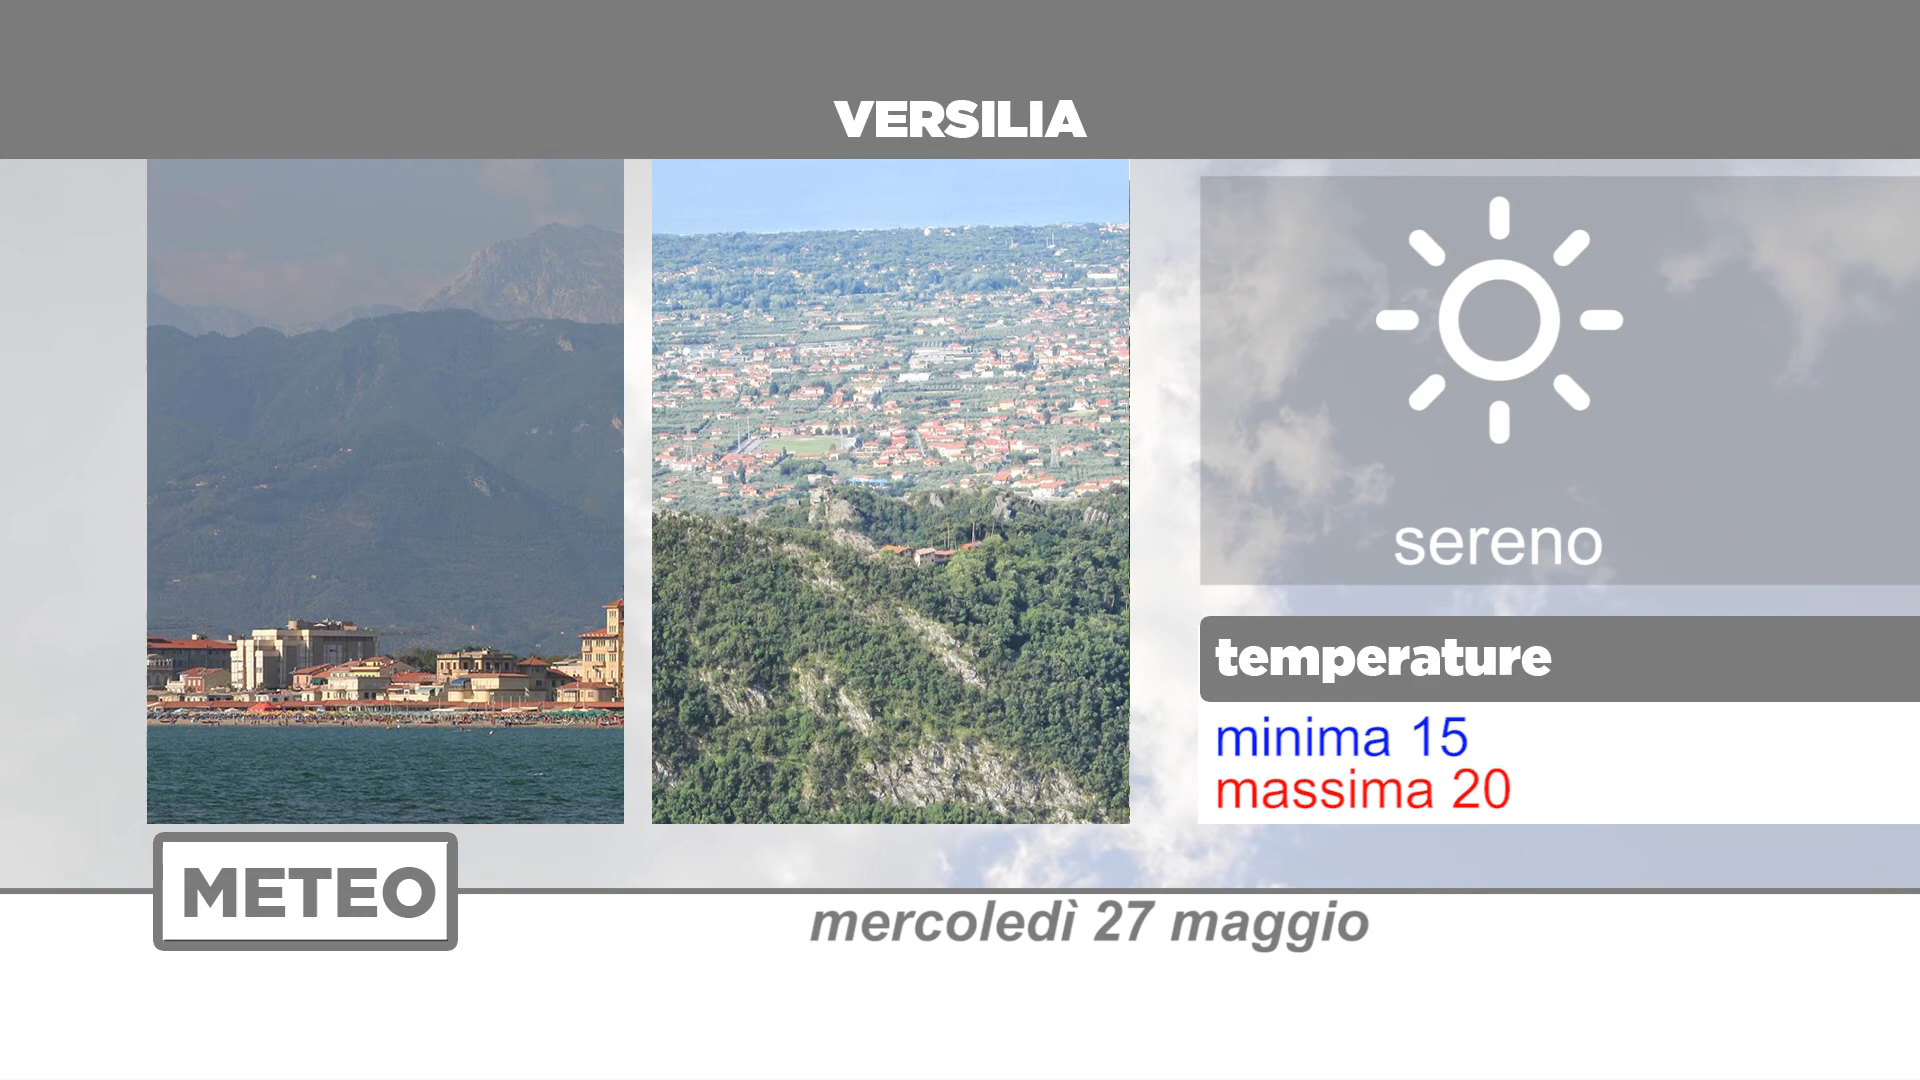 VERSILIA
sereno
temperature
minima 15
massima 20
METEO
mercoledì 27 maggio